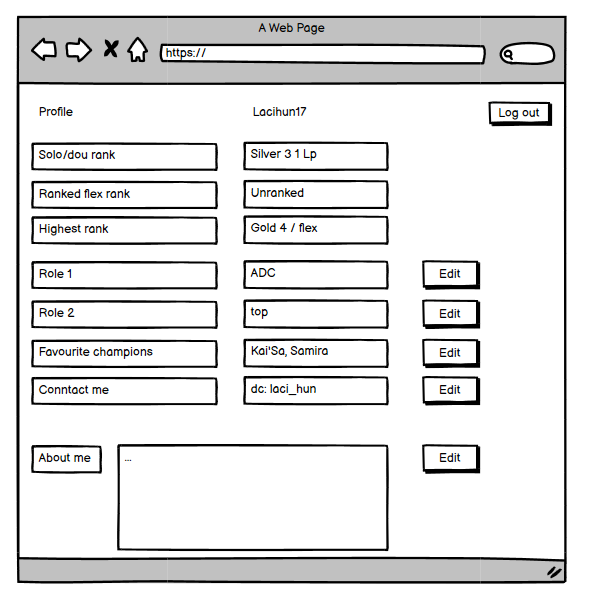 A Web Page
https://
Profile Lacihun17 Log out
Solo/dou rank Silver 3 1 Lp
Ranked flex rank Unranked
Highest rank Gold 4 / flex
Role 1 ADC Edit
Role 2 top Edit
Favourite champions Kai'Sa, Samira Edit
Conntact me dc: laci_hun Edit
About me ... Edit